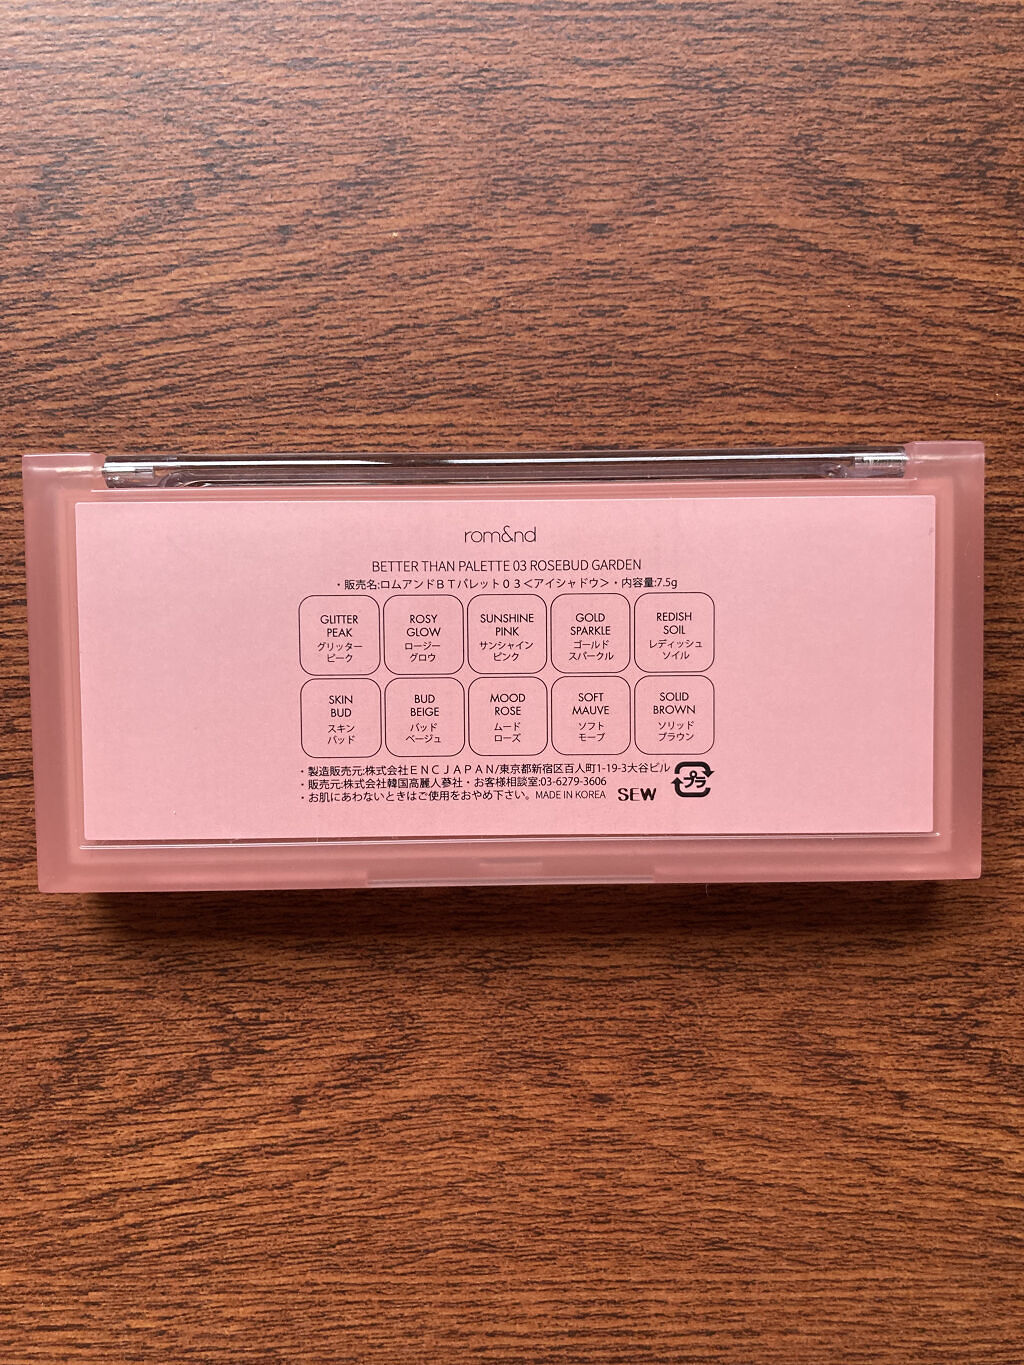 rom&nd
BETTER THAN PALETTE 03 ROSEBUD GARDEN
・販売名:ロムアンドＢＴパレット０３＜アイシャドウ＞・内容量:7.5g
GLITTER
PEAK
グリッター
ピーク
ROSY
GLOW
ロージー
グロウ
SUNSHINE
PINK
サンシャイン
ピンク
GOLD
SPARKLE
ゴールド
スパークル
REDISH
SOIL
レディッシュ
ソイル
SKIN
BUD
スキン
バッド
BUD
BEIGE
バッド
ベージュ
MOOD
ROSE
ムード
ローズ
SOFT
MAUVE
ソフト
モーブ
SOLID
BROWN
ソリッド
ブラウン
・製造販売元:株式会社ＥＮＣ ＪＡＰＡＮ/東京都新宿区百人町1-19-3大谷ビル
・販売元:株式会社韓国高麗人蔘社・お客様相談室:03-6279-3606
・お肌にあわないときはご使用をおやめ下さい。MADE IN KOREA SEW
プラ